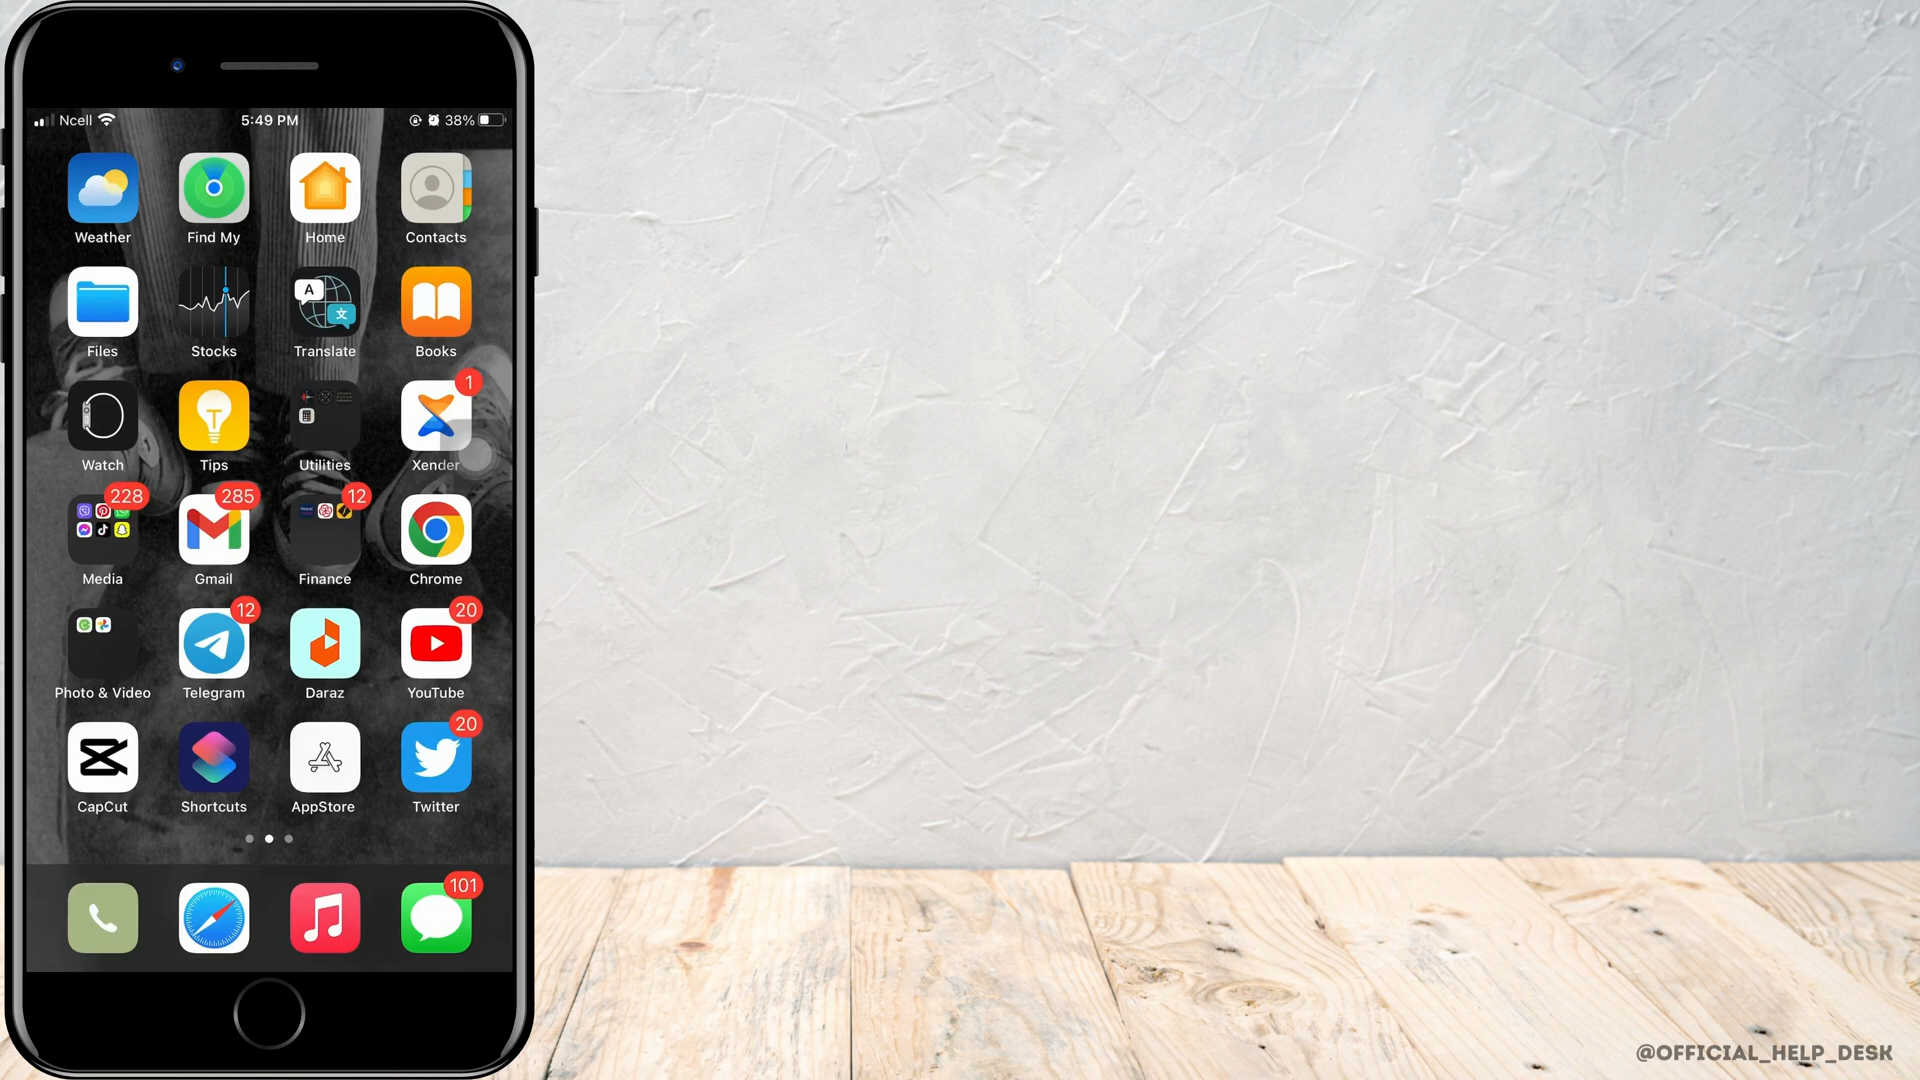 Ncell 5:49 PM 38%
Weather Find My Home Contacts
Files Stocks Translate Books
1
Watch Tips Utilities Xender
228 285 12
Media Gmail Finance Chrome
12 20
Photo & Video Telegram Daraz YouTube
20
CapCut Shortcuts AppStore Twitter
101
@OFFICIAL_HELP_DESK